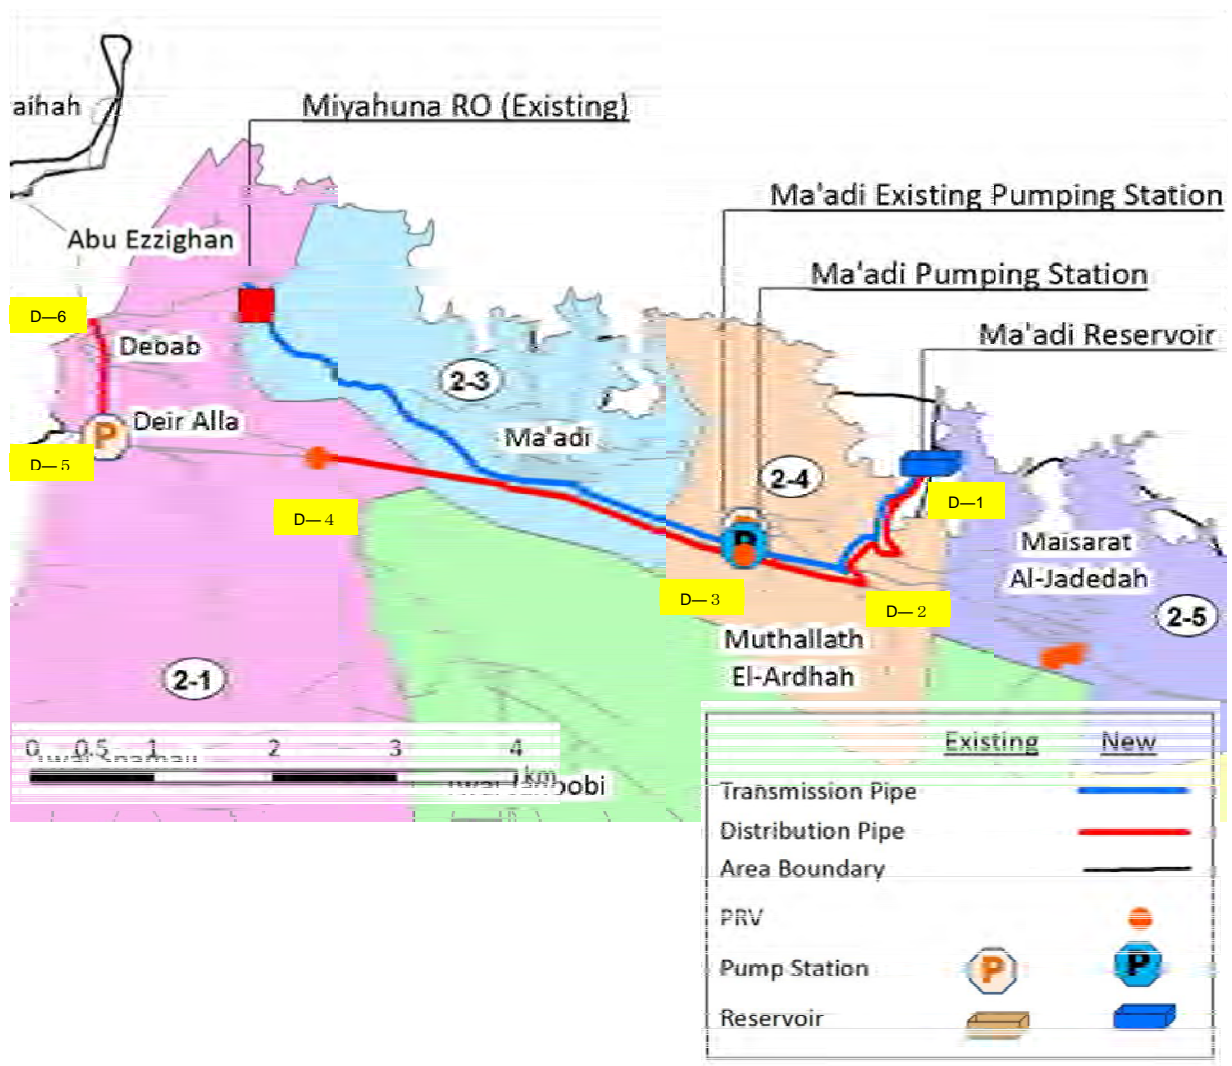 aihah
Miyahuna RO (Existing)
Ma'adi Existing Pumping Station
Abu Ezzighan
Ma'adi Pumping Station
D—6
Debab
Ma'adi Reservoir
2-3
Deir Alla
P
Ma'adi
D—5
2-4
D—1
D—4
P
Maisarat
Al-Jadedah
D—3
D—2
2-5
Muthallath
El-Ardhah
2-1
0 0.5 1 2 3 4
km
oobi
Existing New
Transmission Pipe
Distribution Pipe
Area Boundary
PRV
Pump Station P P
Reservoir